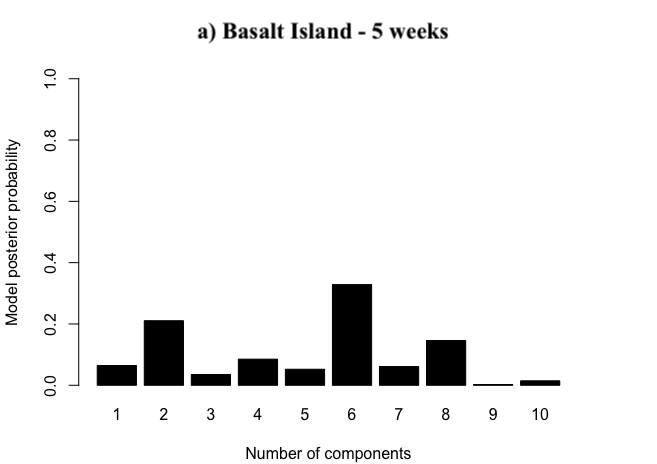 a) Basalt Island - 5 weeks
Model posterior probability
1.0
0.8
0.6
0.4
0.2
0.0
1 2 3 4 5 6 7 8 9 10
Number of components